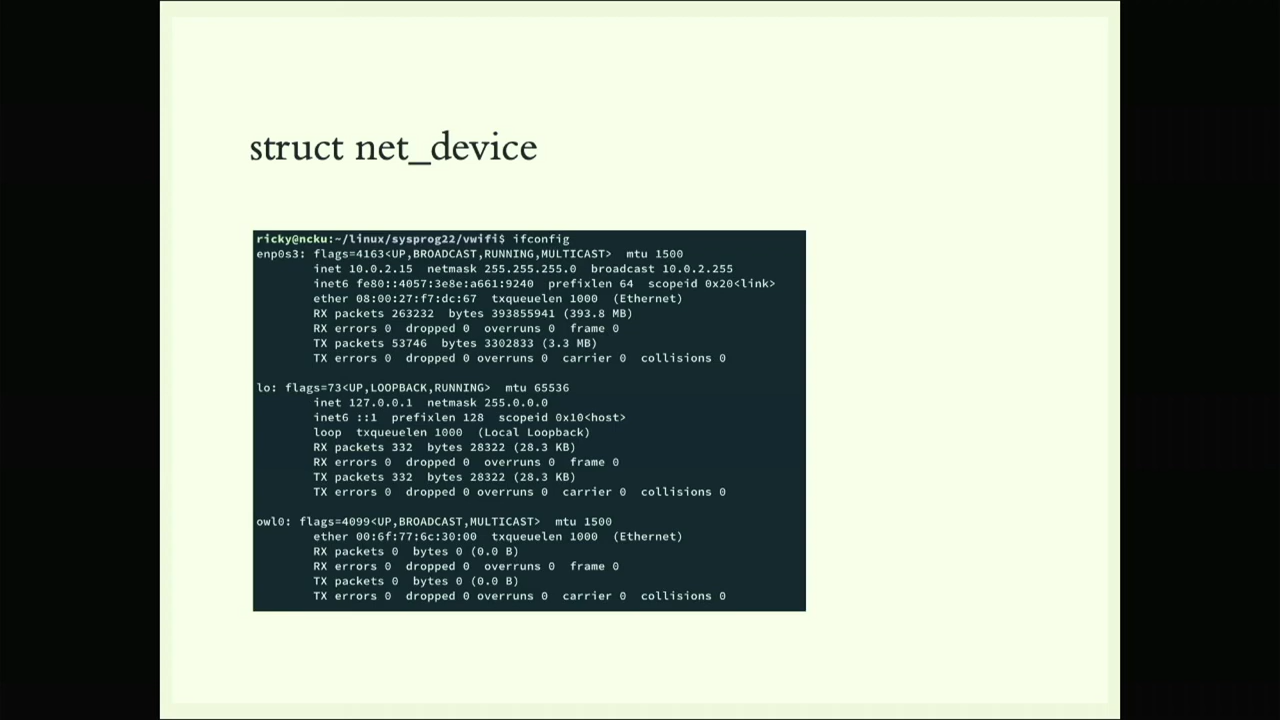 struct net_device
ricky@ncku:~/linux/sysprog22/vwifi$ ifconfig
enp0s3: flags=4163<UP,BROADCAST,RUNNING,MULTICAST>  mtu 1500
inet 10.0.2.15  netmask 255.255.255.0  broadcast 10.0.2.255
inet6 fe80::4057:3e8e:a661:9240  prefixlen 64  scopeid 0x20<link>
ether 08:00:27:f7:dc:67  txqueuelen 1000  (Ethernet)
RX packets 263232  bytes 393855941 (393.8 MB)
RX errors 0  dropped 0  overruns 0  frame 0
TX packets 53746  bytes 3302833 (3.3 MB)
TX errors 0  dropped 0 overruns 0  carrier 0  collisions 0
lo: flags=73<UP,LOOPBACK,RUNNING>  mtu 65536
inet 127.0.0.1  netmask 255.0.0.0
inet6 ::1  prefixlen 128  scopeid 0x10<host>
loop  txqueuelen 1000  (Local Loopback)
RX packets 332  bytes 28322 (28.3 KB)
RX errors 0  dropped 0  overruns 0  frame 0
TX packets 332  bytes 28322 (28.3 KB)
TX errors 0  dropped 0 overruns 0  carrier 0  collisions 0
owl0: flags=4099<UP,BROADCAST,MULTICAST>  mtu 1500
ether 00:6f:77:6c:30:00  txqueuelen 1000  (Ethernet)
RX packets 0  bytes 0 (0.0 B)
RX errors 0  dropped 0  overruns 0  frame 0
TX packets 0  bytes 0 (0.0 B)
TX errors 0  dropped 0 overruns 0  carrier 0  collisions 0